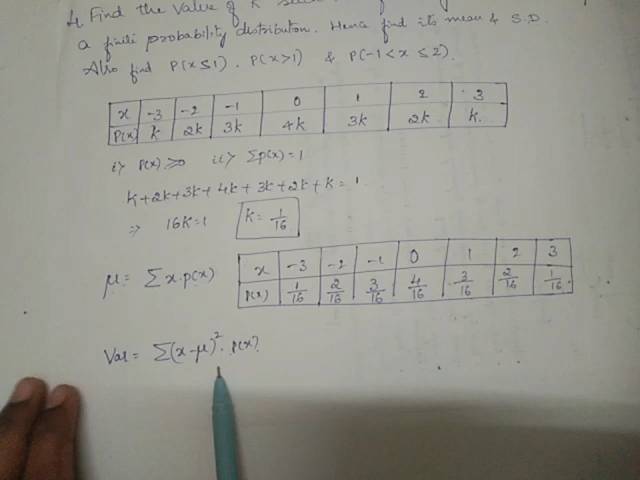 4. Find the value of K
a finite probability distribution. Hence find its mean & S.D.
Also find P(x≤1), P(x>1) & P(-1<x≤2).
x -3 -2 -1 0 1 2 3
P(x) k 2k 3k 4k 3k 2k k.
i> P(x)≥0 ii> Σp(x)=1
K+2k+3k+4k+3k+2k+k=1.
⇒ 16K=1 K=1/16
μ= Σx.p(x)
x -3 -2 -1 0 1 2 3
P(x) 1/16 2/16 3/16 4/16 3/16 2/16 1/16.
Var= Σ(x-μ)². P(x).